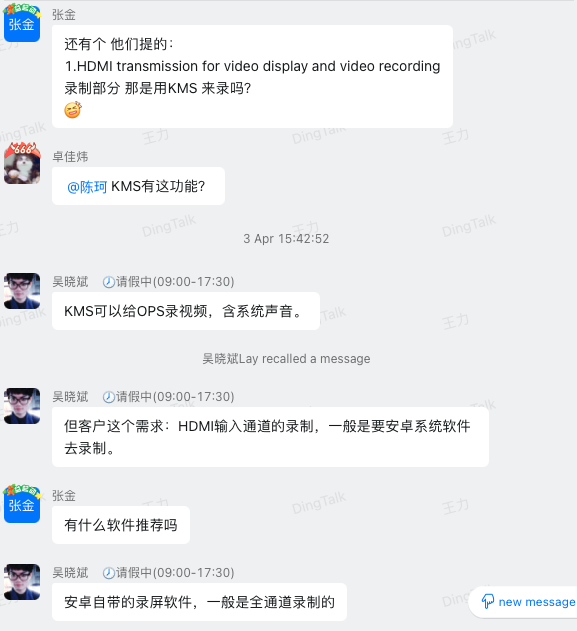 张金
张金
还有个 他们提的：
1.HDMI transmission for video display and video recording
录制部分 那是用KMS 来录吗？
666
卓佳炜
@陈珂 KMS有这功能？
3 Apr 15:42:52
吴晓斌 请假中(09:00-17:30)
KMS可以给OPS录视频，含系统声音。
吴晓斌Lay recalled a message
吴晓斌 请假中(09:00-17:30)
但客户这个需求：HDMI输入通道的录制，一般是要安卓系统软件
去录制。
张金
张金
有什么软件推荐吗
吴晓斌 请假中(09:00-17:30)
安卓自带的录屏软件，一般是全通道录制的
new message
DingTalk
王力